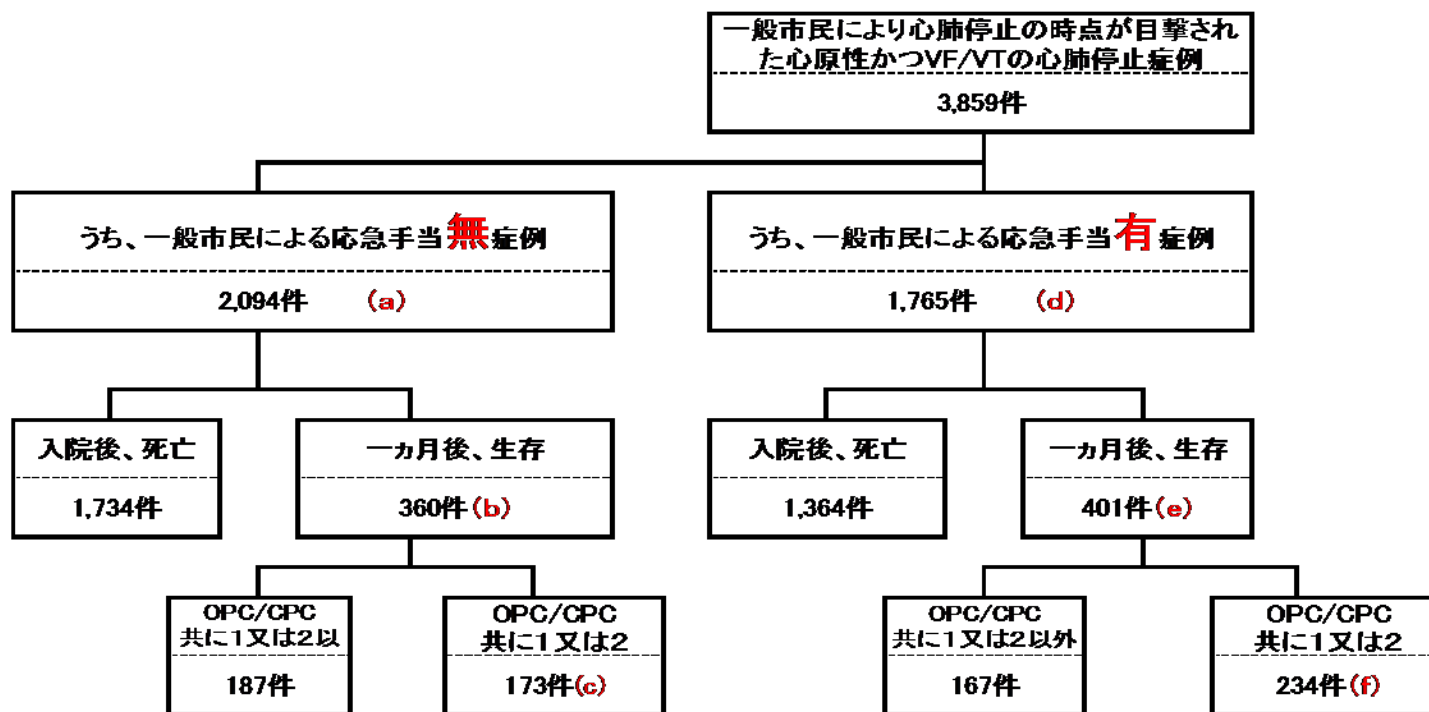 一般市民により心肺停止の時点が目撃され
た心原性かつVF/VTの心肺停止症例
3,859件
うち、一般市民による応急手当無症例
2,094件 (a)
うち、一般市民による応急手当有症例
1,765件 (d)
入院後、死亡
1,734件
一ヵ月後、生存
360件(b)
入院後、死亡
1,364件
一ヵ月後、生存
401件(e)
OPC/CPC
共に1又は2以
187件
OPC/CPC
共に1又は2
173件(c)
OPC/CPC
共に1又は2以外
167件
OPC/CPC
共に1又は2
234件(f)